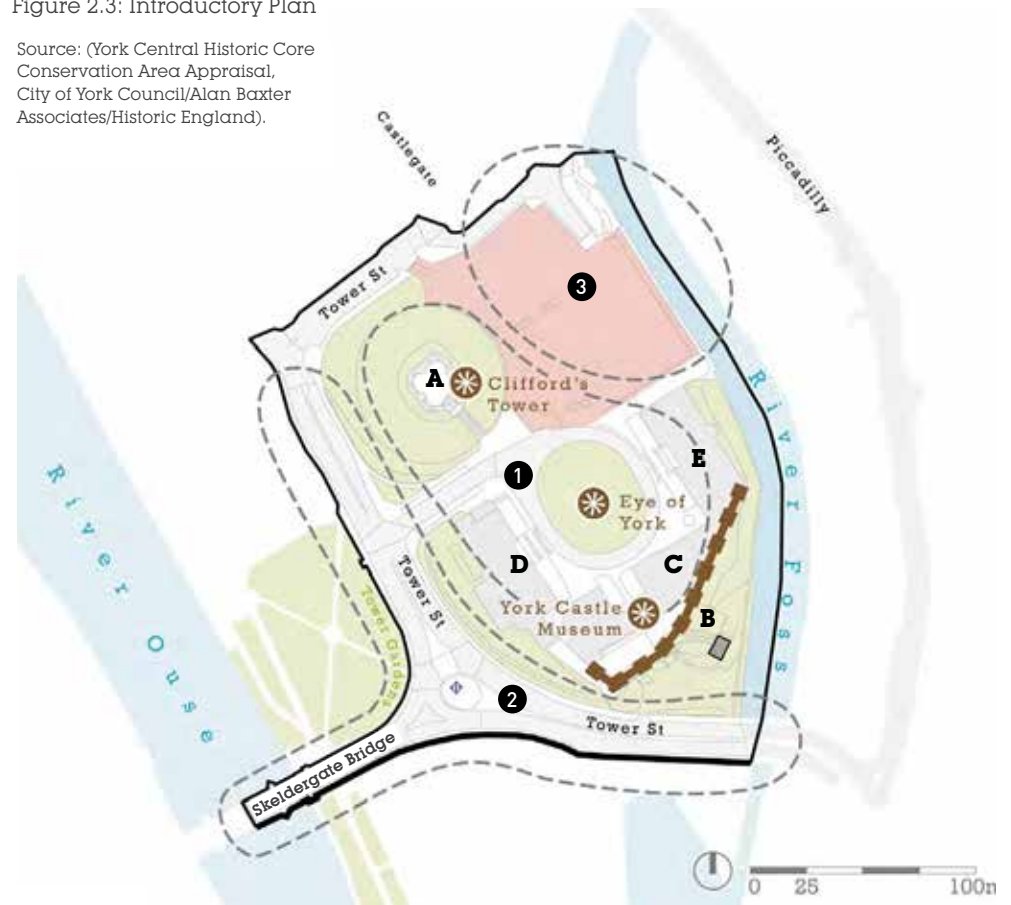 Figure 2.3: Introductory Plan
Source: (York Central Historic Core
Conservation Area Appraisal,
City of York Council/Alan Baxter
Associates/Historic England).
Castlegate
Piccadilly
Tower St
3
A
Clifford's
Tower
River Foss
E
1
Eye of
York
River Ouse
D
C
Tower St
Tower Gardens
York Castle
Museum
B
2
Tower St
Skeldergate Bridge
0 25 100m